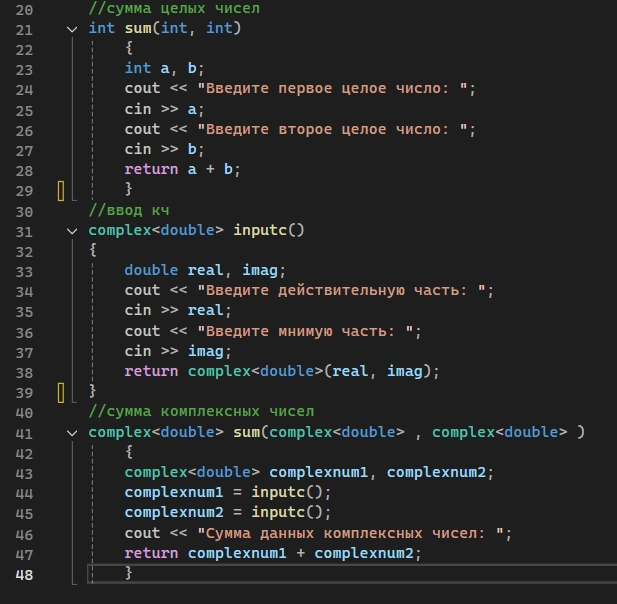 20 //сумма целых чисел
21 int sum(int, int)
22 {
23 int a, b;
24 cout << "Введите первое целое число: ";
25 cin >> a;
26 cout << "Введите второе целое число: ";
27 cin >> b;
28 return a + b;
29 }
30 //ввод кч
31 complex<double> inputc()
32 {
33 double real, imag;
34 cout << "Введите действительную часть: ";
35 cin >> real;
36 cout << "Введите мнимую часть: ";
37 cin >> imag;
38 return complex<double>(real, imag);
39 }
40 //сумма комплексных чисел
41 complex<double> sum(complex<double> , complex<double> )
42 {
43 complex<double> complexnum1, complexnum2;
44 complexnum1 = inputc();
45 complexnum2 = inputc();
46 cout << "Сумма данных комплексных чисел: ";
47 return complexnum1 + complexnum2;
48 }